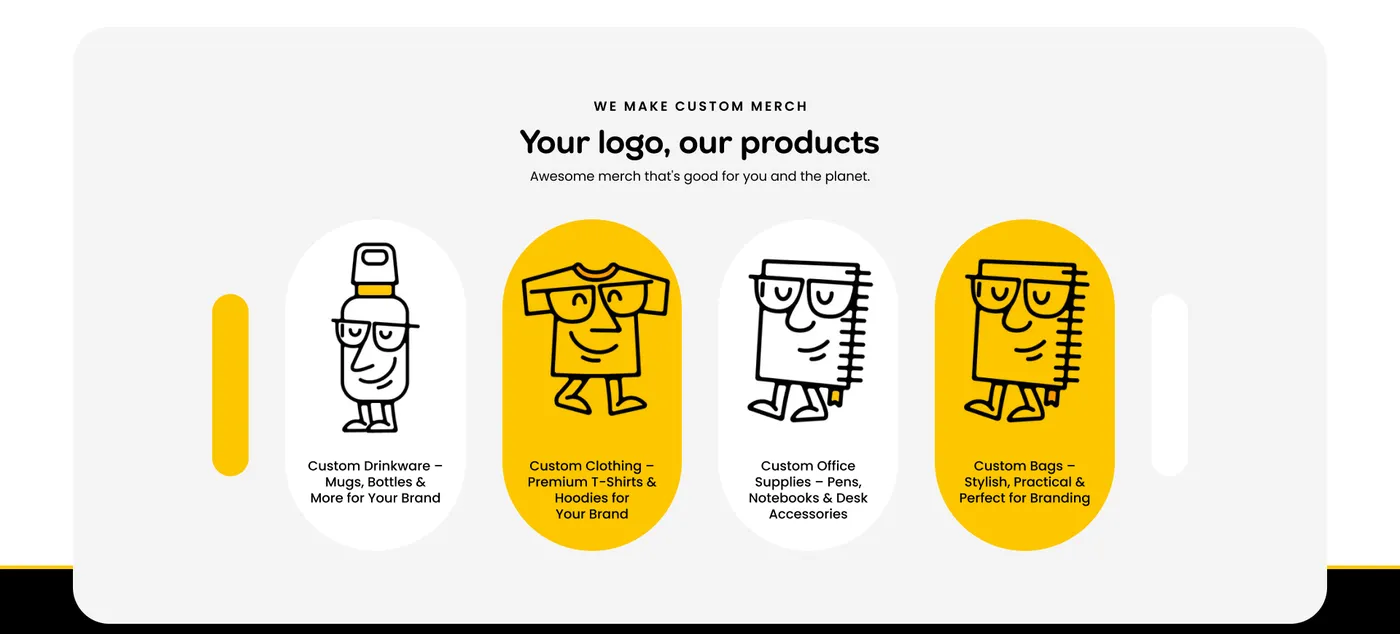 WE MAKE CUSTOM MERCH
Your logo, our products
Awesome merch that's good for you and the planet.
Custom Drinkware –
Mugs, Bottles &
More for Your Brand
Custom Clothing –
Premium T-Shirts &
Hoodies for
Your Brand
Custom Office
Supplies – Pens,
Notebooks & Desk
Accessories
Custom Bags –
Stylish, Practical &
Perfect for Branding